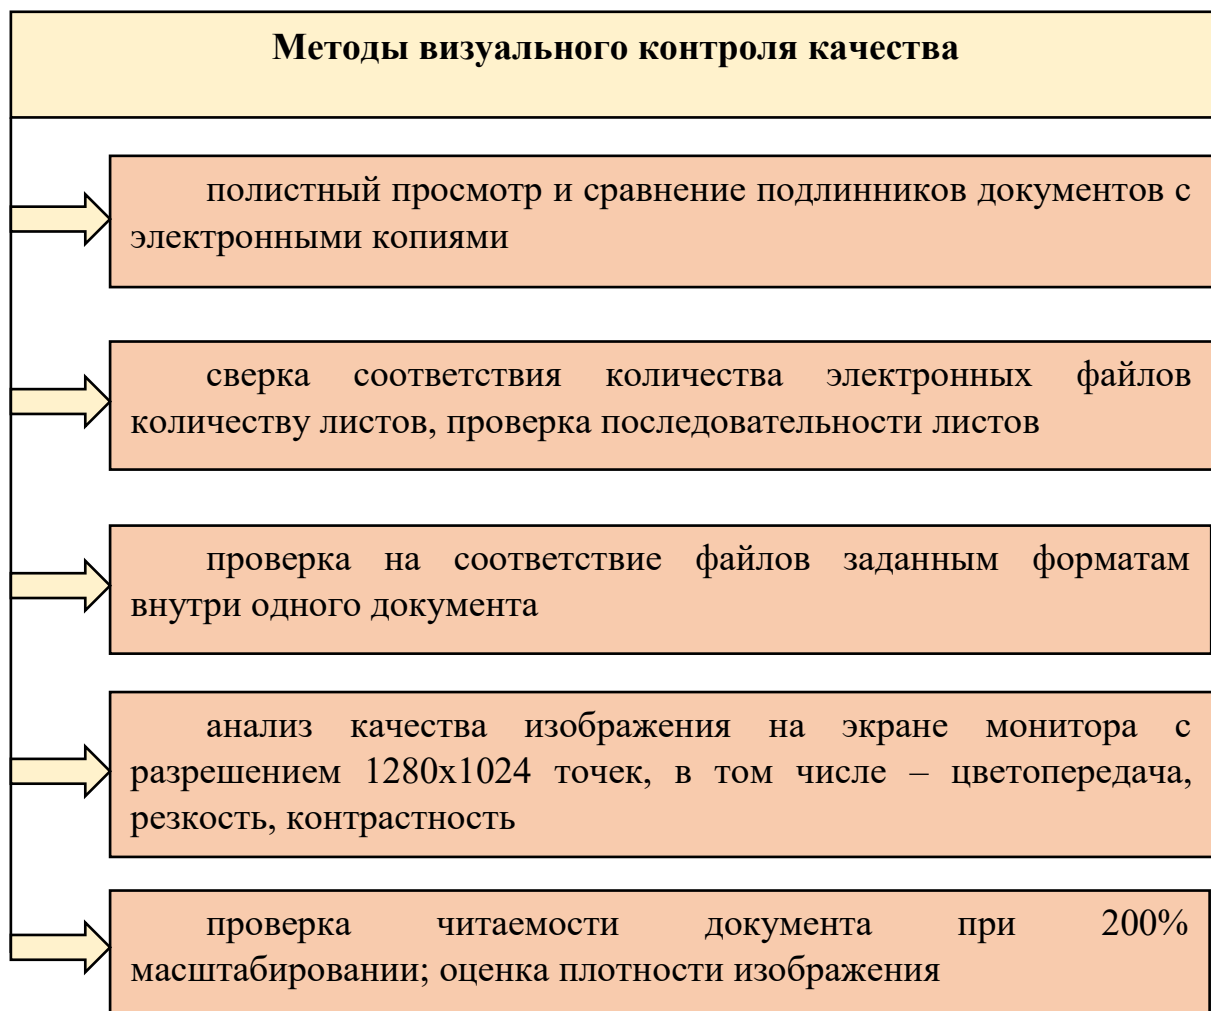 Методы визуального контроля качества
полистный просмотр и сравнение подлинников документов с
электронными копиями
сверка соответствия количества электронных файлов
количеству листов, проверка последовательности листов
проверка на соответствие файлов заданным форматам
внутри одного документа
анализ качества изображения на экране монитора с
разрешением 1280x1024 точек, в том числе – цветопередача,
резкость, контрастность
проверка читаемости документа при 200%
масштабировании; оценка плотности изображения